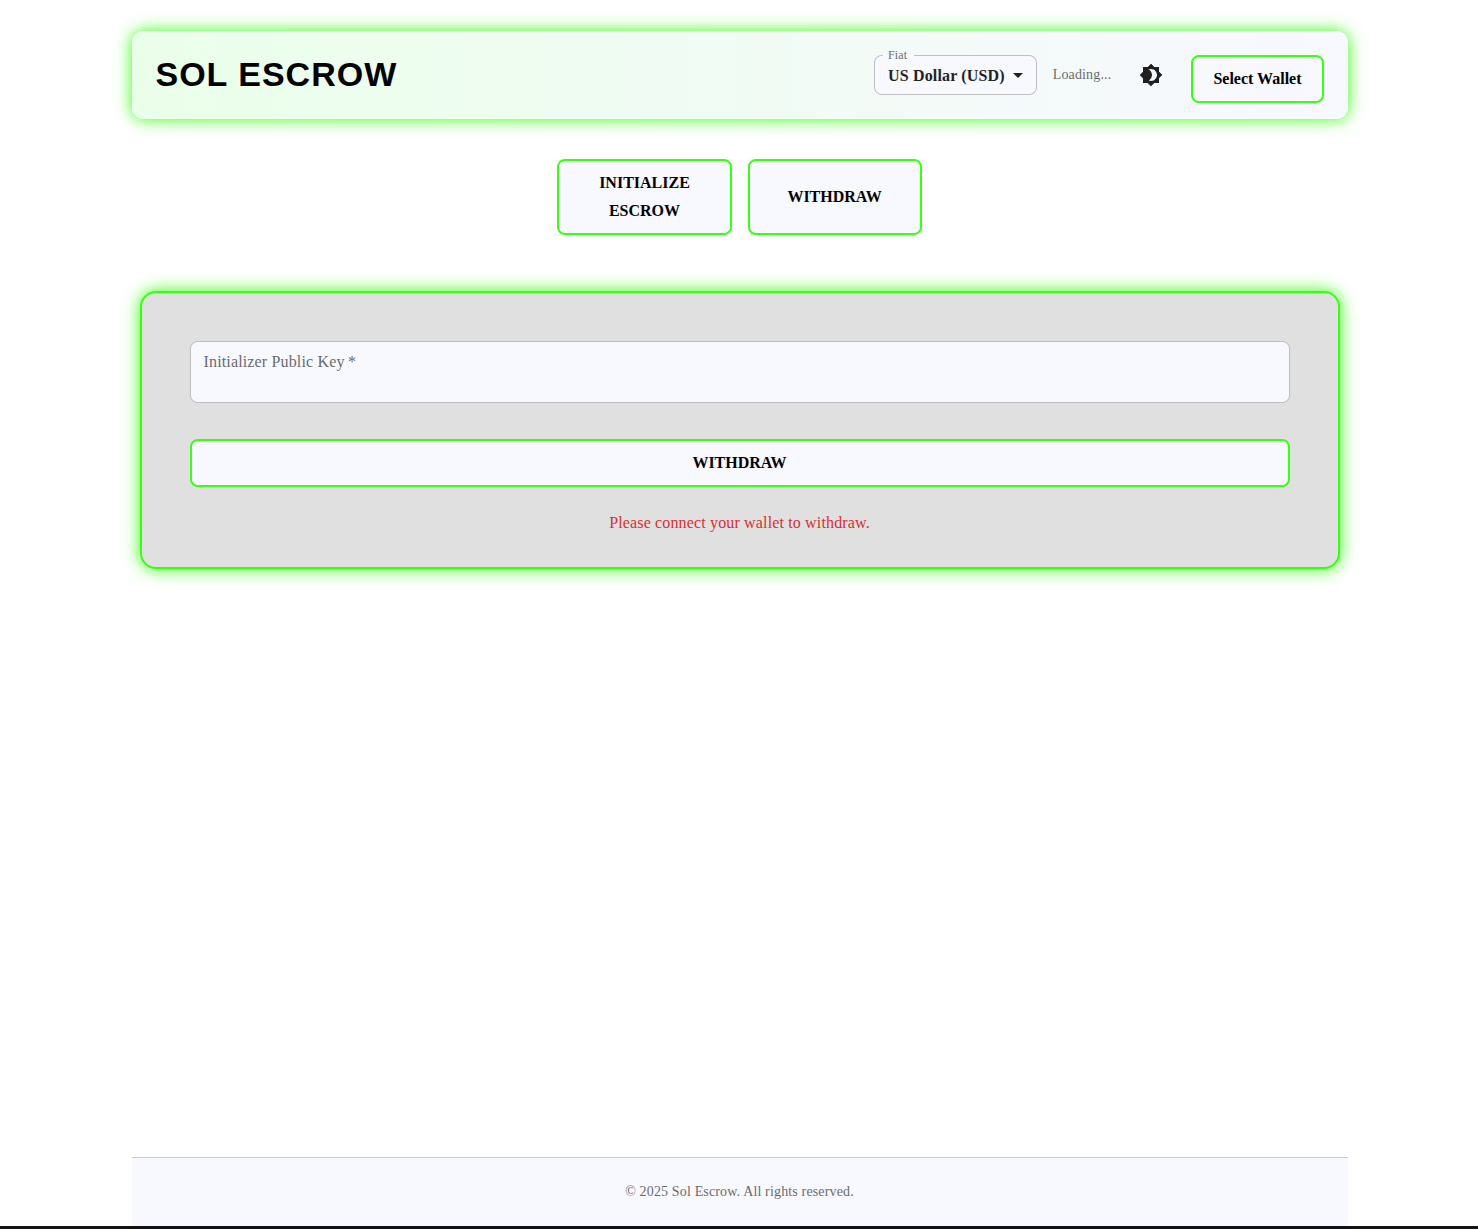 SOL ESCROW
Fiat
US Dollar (USD)
Loading...
Select Wallet
INITIALIZE
ESCROW
WITHDRAW
Initializer Public Key *
WITHDRAW
Please connect your wallet to withdraw.
© 2025 Sol Escrow. All rights reserved.